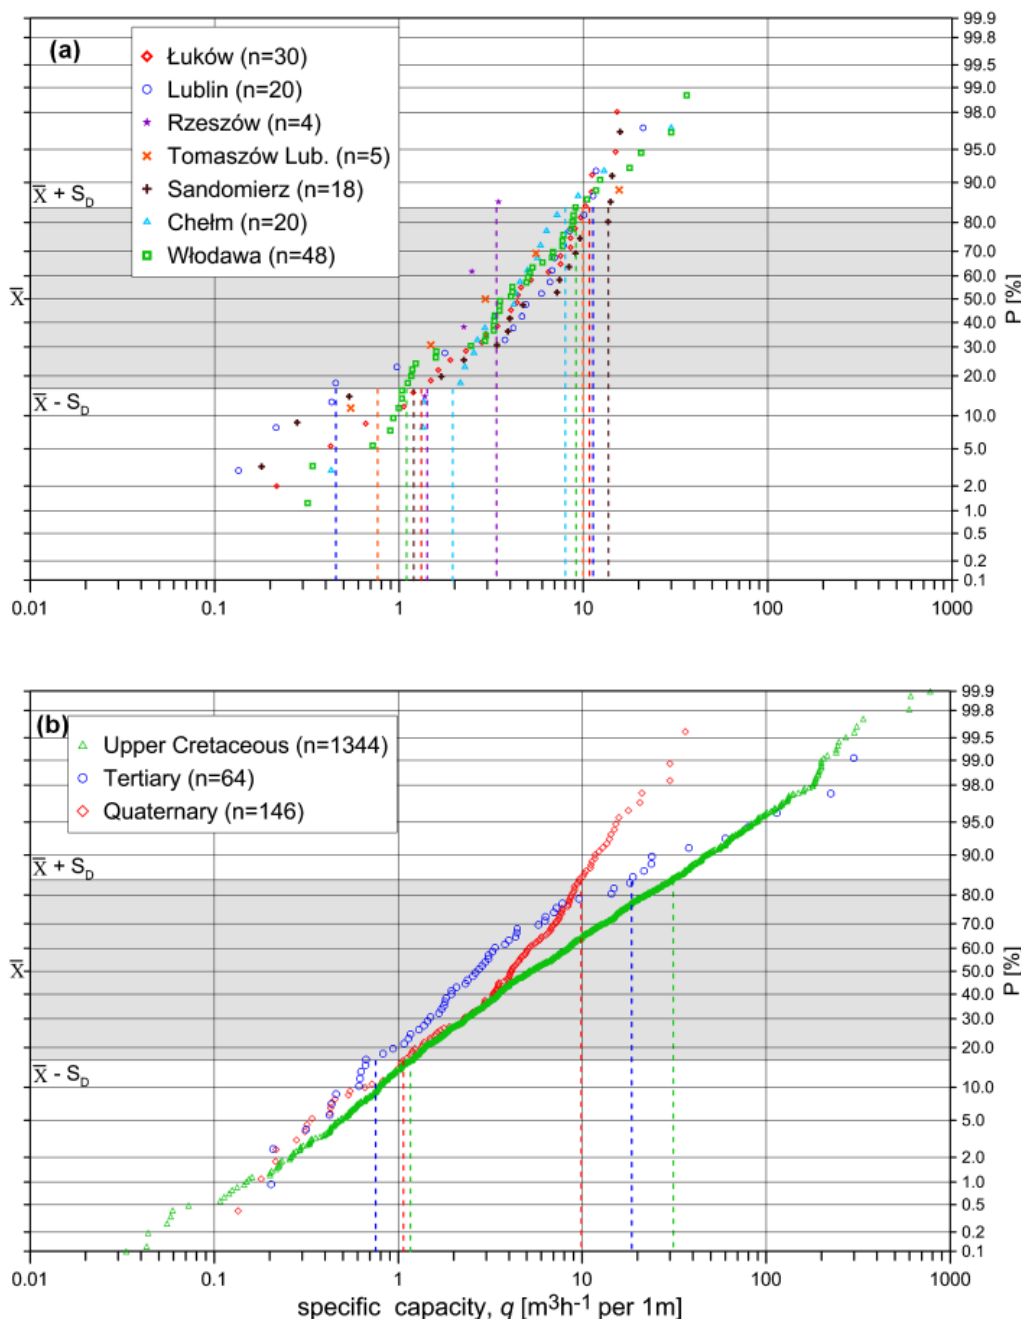 (a)
Łuków (n=30)
Lublin (n=20)
Rzeszów (n=4)
Tomaszów Lub. (n=5)
Sandomierz (n=18)
Chełm (n=20)
Włodawa (n=48)
X̅ + S_D
X̅
X̅ - S_D
99.9
99.8
99.5
99.0
98.0
95.0
90.0
80.0
70.0
60.0
50.0
40.0
30.0
20.0
10.0
5.0
2.0
1.0
0.5
0.2
0.1
P [%]
0.01 0.1 1 10 100 1000
(b)
Upper Cretaceous (n=1344)
Tertiary (n=64)
Quaternary (n=146)
X̅ + S_D
X̅
X̅ - S_D
99.9
99.8
99.5
99.0
98.0
95.0
90.0
80.0
70.0
60.0
50.0
40.0
30.0
20.0
10.0
5.0
2.0
1.0
0.5
0.2
0.1
P [%]
0.01 0.1 1 10 100 1000
specific capacity, q [m³h⁻¹ per 1m]